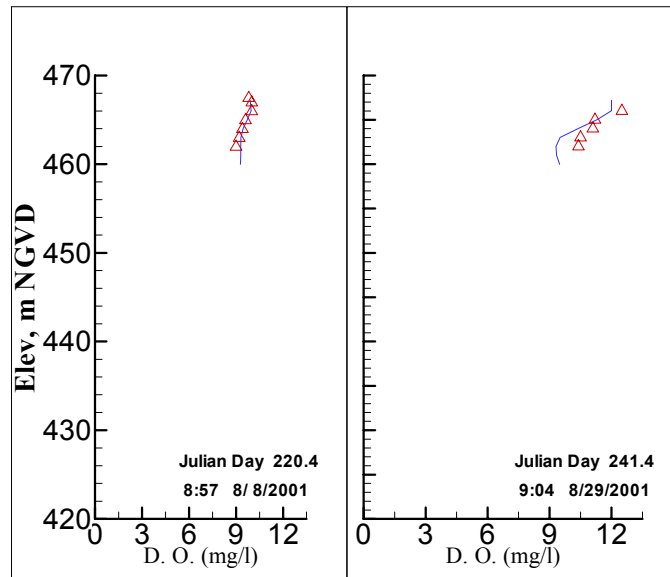 Elev, m NGVD
470
460
450
440
430
420
Julian Day 220.4
8:57 8/ 8/2001
0 3 6 9 12
D. O. (mg/l)
Julian Day 241.4
9:04 8/29/2001
0 3 6 9 12
D. O. (mg/l)